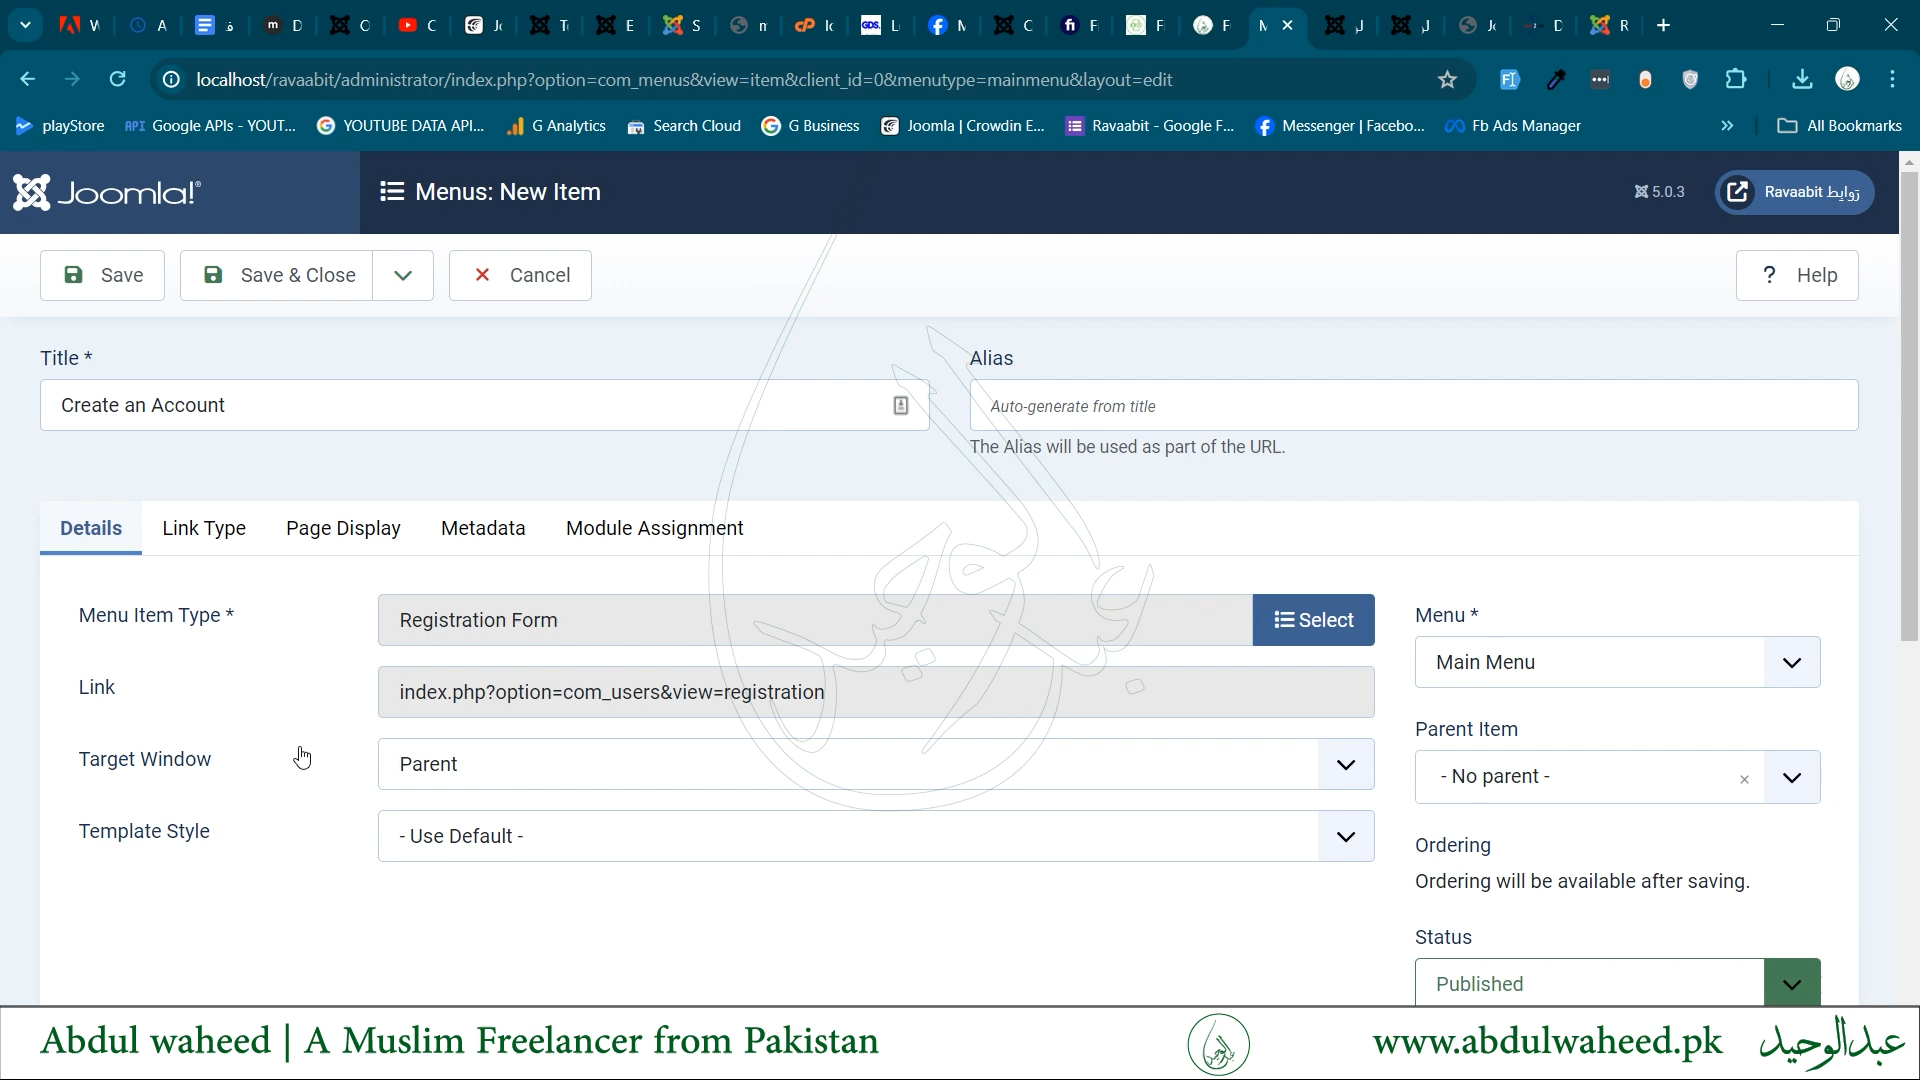 W A ف D C C Jo T E S n Ic L M C F Fi F M J J Jo D R
localhost/ravaabit/administrator/index.php?option=com_menus&view=item&client_id=0&menutype=mainmenu&layout=edit
playStore Google APIs - YOUT... YOUTUBE DATA API... G Analytics Search Cloud G Business Joomla | Crowdin E... Ravaabit - Google F... Messenger | Facebo... Fb Ads Manager » All Bookmarks
Joomla!® Menus: New Item 5.0.3 Ravaabit روابط
Save Save & Close Cancel ? Help
Title * Alias
Create an Account Auto-generate from title
The Alias will be used as part of the URL.
Details Link Type Page Display Metadata Module Assignment
Menu Item Type * Registration Form Select Menu *
Main Menu
Link index.php?option=com_users&view=registration
Parent Item
Target Window Parent - No parent - ×
Template Style - Use Default - Ordering
Ordering will be available after saving.
Status
Published
Abdul waheed | A Muslim Freelancer from Pakistan www.abdulwaheed.pk عبدالوحید